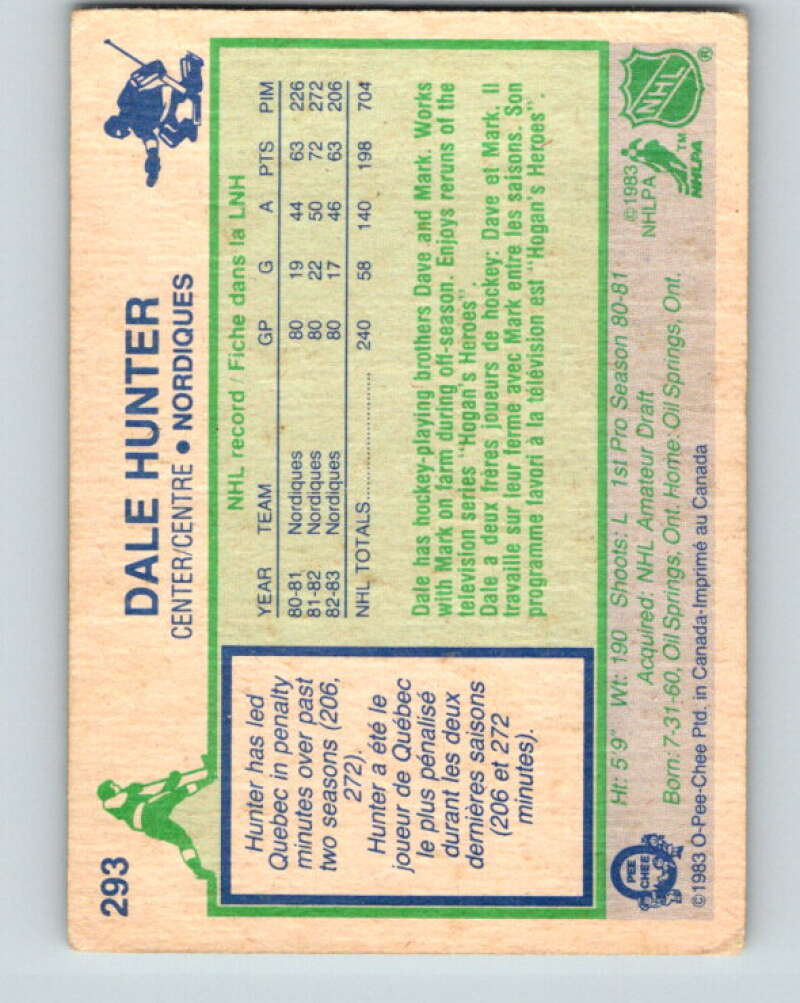 293
DALE HUNTER
CENTER/CENTRE • NORDIQUES
Hunter has led
Quebec in penalty
minutes over past
two seasons (206,
272).
Hunter a été le
joueur de Québec
le plus pénalisé
durant les deux
dernières saisons
(206 et 272
minutes).
NHL record / Fiche dans la LNH
YEAR TEAM GP G A PTS PIM
80-81 Nordiques 80 19 44 63 226
81-82 Nordiques 80 22 50 72 272
82-83 Nordiques 80 17 46 63 206
NHL TOTALS 240 58 140 198 704
Dale has hockey-playing brothers Dave and Mark. Works
with Mark on farm during off-season. Enjoys reruns of the
television series "Hogan's Heroes".
Dale a deux freres joueurs de hockey: Dave et Mark. Il
travaille sur leur ferme avec Mark entre les saisons. Son
programme favori à la télévision est "Hogan's Heroes".
Ht: 5'9" Wt: 190 Shoots: L 1st Pro Season 80-81
Acquired: NHL Amateur Draft
Born: 7-31-60, Oil Springs, Ont. Home: Oil Springs, Ont.
©1983 O-Pee-Chee Ptd. in Canada-Imprimé au Canada
O
PEE
CHEE
©1983
NHLPA
NHLPA
TM
NHL
®